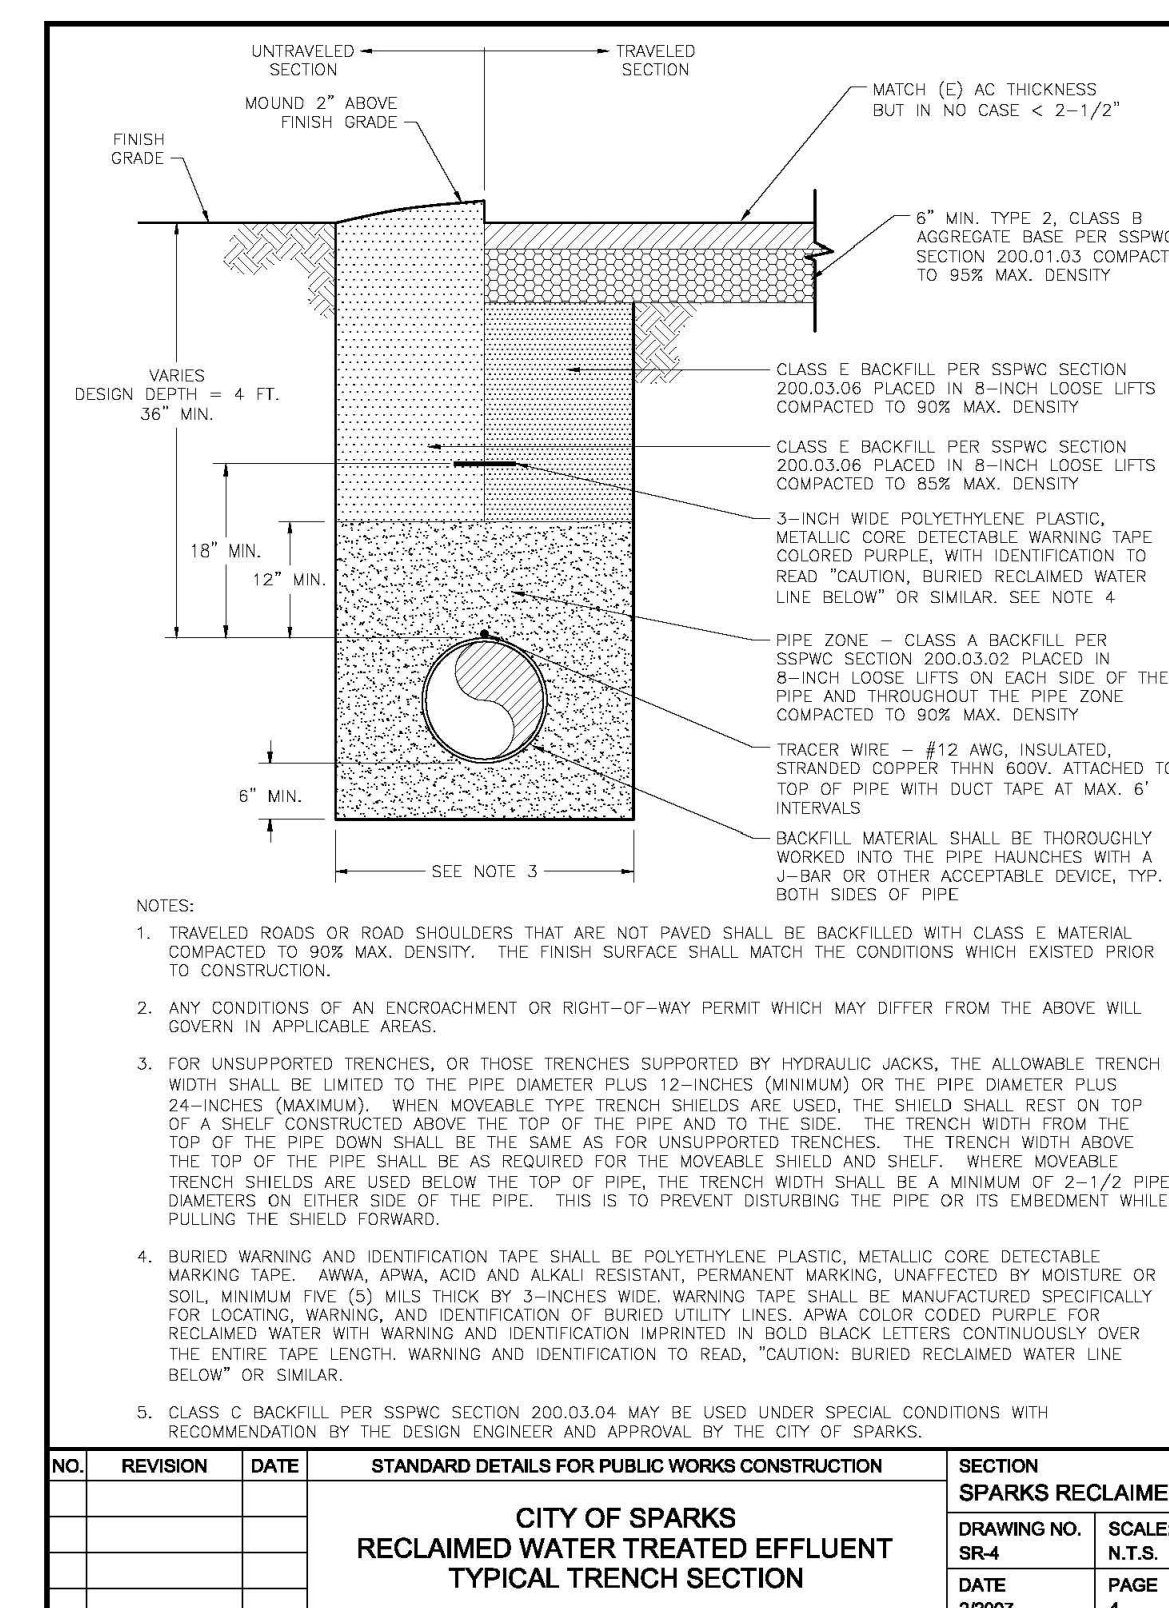 UNTRAVELED
SECTION
TRAVELED
SECTION
MOUND 2" ABOVE
FINISH GRADE
FINISH
GRADE
MATCH (E) AC THICKNESS
BUT IN NO CASE < 2-1/2"
6" MIN. TYPE 2, CLASS B
AGGREGATE BASE PER SSPWC
SECTION 200.01.03 COMPACT
TO 95% MAX. DENSITY
VARIES
DESIGN DEPTH = 4 FT.
36" MIN.
CLASS E BACKFILL PER SSPWC SECTION
200.03.06 PLACED IN 8-INCH LOOSE LIFTS
COMPACTED TO 90% MAX. DENSITY
CLASS E BACKFILL PER SSPWC SECTION
200.03.06 PLACED IN 8-INCH LOOSE LIFTS
COMPACTED TO 85% MAX. DENSITY
18" MIN.
12" MIN.
3-INCH WIDE POLYETHYLENE PLASTIC,
METALLIC CORE DETECTABLE WARNING TAPE
COLORED PURPLE, WITH IDENTIFICATION TO
READ "CAUTION, BURIED RECLAIMED WATER
LINE BELOW" OR SIMILAR. SEE NOTE 4
PIPE ZONE - CLASS A BACKFILL PER
SSPWC SECTION 200.03.02 PLACED IN
8-INCH LOOSE LIFTS ON EACH SIDE OF THE
PIPE AND THROUGHOUT THE PIPE ZONE
COMPACTED TO 90% MAX. DENSITY
TRACER WIRE - #12 AWG, INSULATED,
STRANDED COPPER THHN 600V. ATTACHED TO
TOP OF PIPE WITH DUCT TAPE AT MAX. 6'
INTERVALS
6" MIN.
BACKFILL MATERIAL SHALL BE THOROUGHLY
WORKED INTO THE PIPE HAUNCHES WITH A
J-BAR OR OTHER ACCEPTABLE DEVICE, TYP.
BOTH SIDES OF PIPE
SEE NOTE 3
NOTES:
1. TRAVELED ROADS OR ROAD SHOULDERS THAT ARE NOT PAVED SHALL BE BACKFILLED WITH CLASS E MATERIAL
COMPACTED TO 90% MAX. DENSITY. THE FINISH SURFACE SHALL MATCH THE CONDITIONS WHICH EXISTED PRIOR
TO CONSTRUCTION.
2. ANY CONDITIONS OF AN ENCROACHMENT OR RIGHT-OF-WAY PERMIT WHICH MAY DIFFER FROM THE ABOVE WILL
GOVERN IN APPLICABLE AREAS.
3. FOR UNSUPPORTED TRENCHES, OR THOSE TRENCHES SUPPORTED BY HYDRAULIC JACKS, THE ALLOWABLE TRENCH
WIDTH SHALL BE LIMITED TO THE PIPE DIAMETER PLUS 12-INCHES (MINIMUM) OR THE PIPE DIAMETER PLUS
24-INCHES (MAXIMUM). WHEN MOVEABLE TYPE TRENCH SHIELDS ARE USED, THE SHIELD SHALL REST ON TOP
OF A SHELF CONSTRUCTED ABOVE THE TOP OF THE PIPE AND TO THE SIDE. THE TRENCH WIDTH FROM THE
TOP OF THE PIPE DOWN SHALL BE THE SAME AS FOR UNSUPPORTED TRENCHES. THE TRENCH WIDTH ABOVE
THE TOP OF THE PIPE SHALL BE AS REQUIRED FOR THE MOVEABLE SHIELD AND SHELF. WHERE MOVEABLE
TRENCH SHIELDS ARE USED BELOW THE TOP OF PIPE, THE TRENCH WIDTH SHALL BE A MINIMUM OF 2-1/2 PIPE
DIAMETERS ON EITHER SIDE OF THE PIPE. THIS IS TO PREVENT DISTURBING THE PIPE OR ITS EMBEDMENT WHILE
PULLING THE SHIELD FORWARD.
4. BURIED WARNING AND IDENTIFICATION TAPE SHALL BE POLYETHYLENE PLASTIC, METALLIC CORE DETECTABLE
MARKING TAPE. AWWA, APWA, ACID AND ALKALI RESISTANT, PERMANENT MARKING, UNAFFECTED BY MOISTURE OR
SOIL, MINIMUM FIVE (5) MILS THICK BY 3-INCHES WIDE. WARNING TAPE SHALL BE MANUFACTURED SPECIFICALLY
FOR LOCATING, WARNING, AND IDENTIFICATION OF BURIED UTILITY LINES. APWA COLOR CODED PURPLE FOR
RECLAIMED WATER WITH WARNING AND IDENTIFICATION IMPRINTED IN BOLD BLACK LETTERS CONTINUOUSLY OVER
THE ENTIRE TAPE LENGTH. WARNING AND IDENTIFICATION TO READ, "CAUTION: BURIED RECLAIMED WATER LINE
BELOW" OR SIMILAR.
5. CLASS C BACKFILL PER SSPWC SECTION 200.03.04 MAY BE USED UNDER SPECIAL CONDITIONS WITH
RECOMMENDATION BY THE DESIGN ENGINEER AND APPROVAL BY THE CITY OF SPARKS.
NO. REVISION DATE
STANDARD DETAILS FOR PUBLIC WORKS CONSTRUCTION
CITY OF SPARKS
RECLAIMED WATER TREATED EFFLUENT
TYPICAL TRENCH SECTION
SECTION
SPARKS RECLAIME
DRAWING NO. SCALE:
SR-4 N.T.S.
DATE PAGE